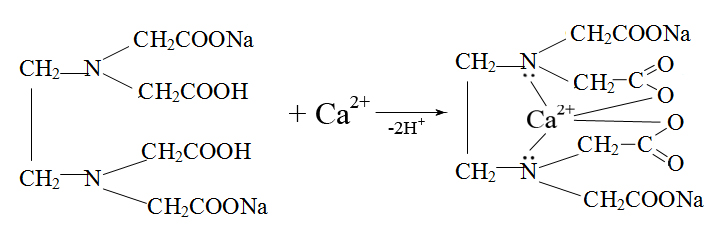 CH₂COONa
CH₂—N
CH₂COOH
+ Ca²⁺
-2H⁺
CH₂COOH
CH₂—N
CH₂COONa
CH₂COONa
CH₂—N
CH₂—C
O
O
Ca²⁺
O
CH₂—C
O
CH₂—N
CH₂COONa